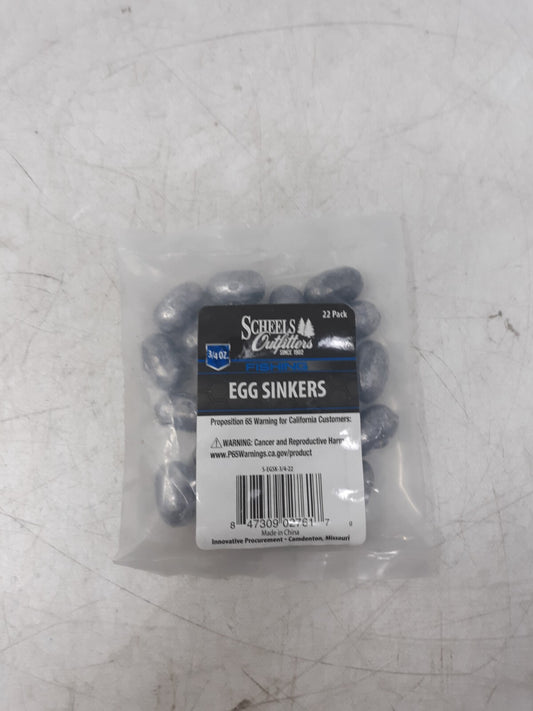 22 Pack
SCHEELS
Outfitters
SINCE 1902
3/4 OZ.
FISHING
EGG SINKERS
Proposition 65 Warning for California Customers:
⚠WARNING: Cancer and Reproductive Harm
www.P65Warnings.ca.gov/product
S-EGSK-3/4-22
8 47309 02761 7 0
Made in China
Innovative Procurement - Camdenton, Missouri